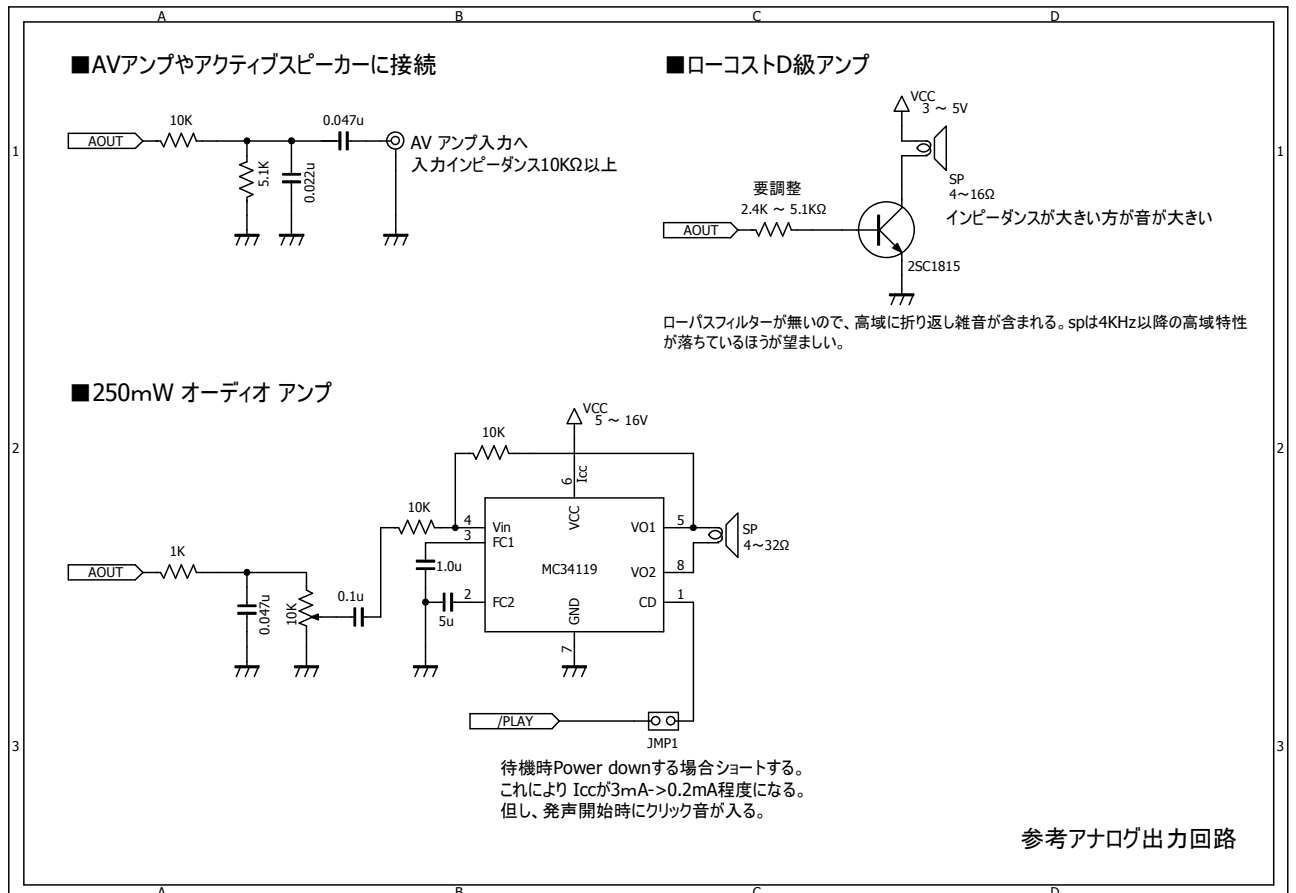 A B C D
1
2
3
1
2
3
■AVアンプやアクティブスピーカーに接続
AOUT
10K
5.1K
0.022u
0.047u
AV アンプ入力へ
入力インピーダンス10KΩ以上
■ローコストD級アンプ
VCC
3 ～ 5V
SP
4～16Ω
インピーダンスが大きい方が音が大きい
要調整
2.4K ～ 5.1KΩ
AOUT
2SC1815
ローパスフィルターが無いので、高域に折り返し雑音が含まれる。spは4KHz以降の高域特性
が落ちているほうが望ましい。
■250mW オーディオ アンプ
VCC
5 ～ 16V
10K
6
Icc
10K
4
3
Vin
FC1
VCC
VO1
5
SP
4～32Ω
1K
AOUT
0.047u
10K
0.1u
1.0u
MC34119
VO2
8
5u
2
FC2
GND
CD
1
7
/PLAY
JMP1
待機時Power downする場合ショートする。
これにより Iccが3mA->0.2mA程度になる。
但し、発声開始時にクリック音が入る。
参考アナログ出力回路
A B C D